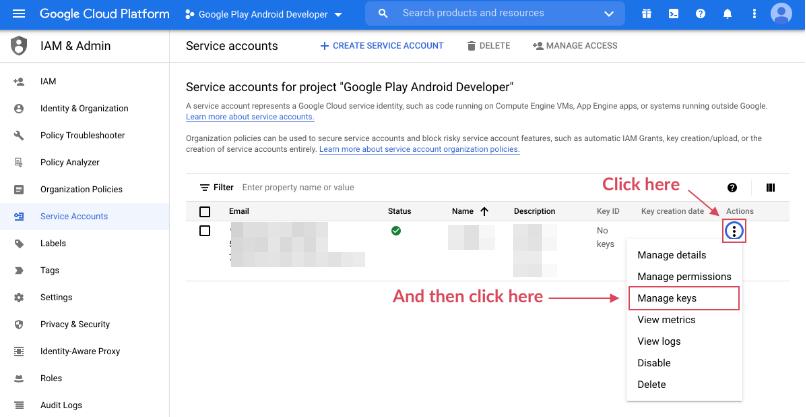 Google Cloud Platform
Google Play Android Developer
Search products and resources
IAM & Admin
Service accounts
+ CREATE SERVICE ACCOUNT
DELETE
MANAGE ACCESS
IAM
Identity & Organization
Policy Troubleshooter
Policy Analyzer
Organization Policies
Service Accounts
Labels
Tags
Settings
Privacy & Security
Identity-Aware Proxy
Roles
Audit Logs
Service accounts for project "Google Play Android Developer"
A service account represents a Google Cloud service identity, such as code running on Compute Engine VMs, App Engine apps, or systems running outside Google.
Learn more about service accounts.
Organization policies can be used to secure service accounts and block risky service account features, such as automatic IAM Grants, key creation/upload, or the
creation of service accounts entirely. Learn more about service account organization policies.
Click here
Filter Enter property name or value
Email Status Name Description Key ID Key creation date Actions
No
keys
Manage details
Manage permissions
And then click here
Manage keys
View metrics
View logs
Disable
Delete